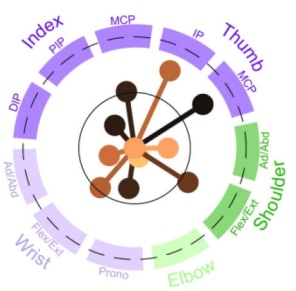 Index
Thumb
MCP
IP
PIP
MCP
DIP
Ad/Abd
Ad/Abd
Shoulder
Flex/Ext
Flex/Ext
Wrist
Prono
Elbow